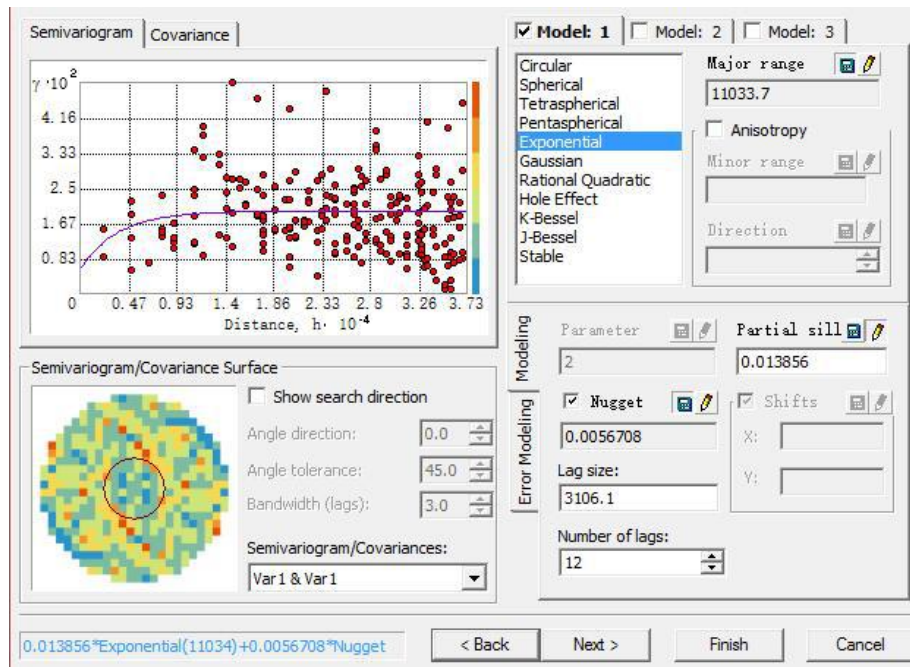 Semivariogram Covariance
γ·10²
4.16
3.33
2.5
1.67
0.83
0 0.47 0.93 1.4 1.86 2.33 2.8 3.26 3.73
Distance, h·10⁻⁴
Semivariogram/Covariance Surface
Show search direction
Angle direction: 0.0
Angle tolerance: 45.0
Bandwidth (lags): 3.0
Semivariogram/Covariances:
Var1 & Var1
Model: 1 Model: 2 Model: 3
Circular
Spherical
Tetraspherical
Pentaspherical
Exponential
Gaussian
Rational Quadratic
Hole Effect
K-Bessel
J-Bessel
Stable
Major range
11033.7
Anisotropy
Minor range
Direction
Modeling
Error Modeling
Parameter
2
Partial sill
0.013856
Nugget
0.0056708
Shifts
X:
Y:
Lag size:
3106.1
Number of lags:
12
0.013856*Exponential(11034)+0.0056708*Nugget
< Back Next > Finish Cancel